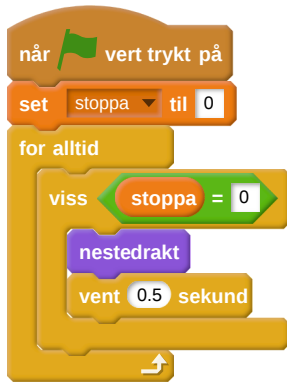 når vert trykt på
set stoppa til 0
for alltid
viss stoppa = 0
nestedrakt
vent 0.5 sekund